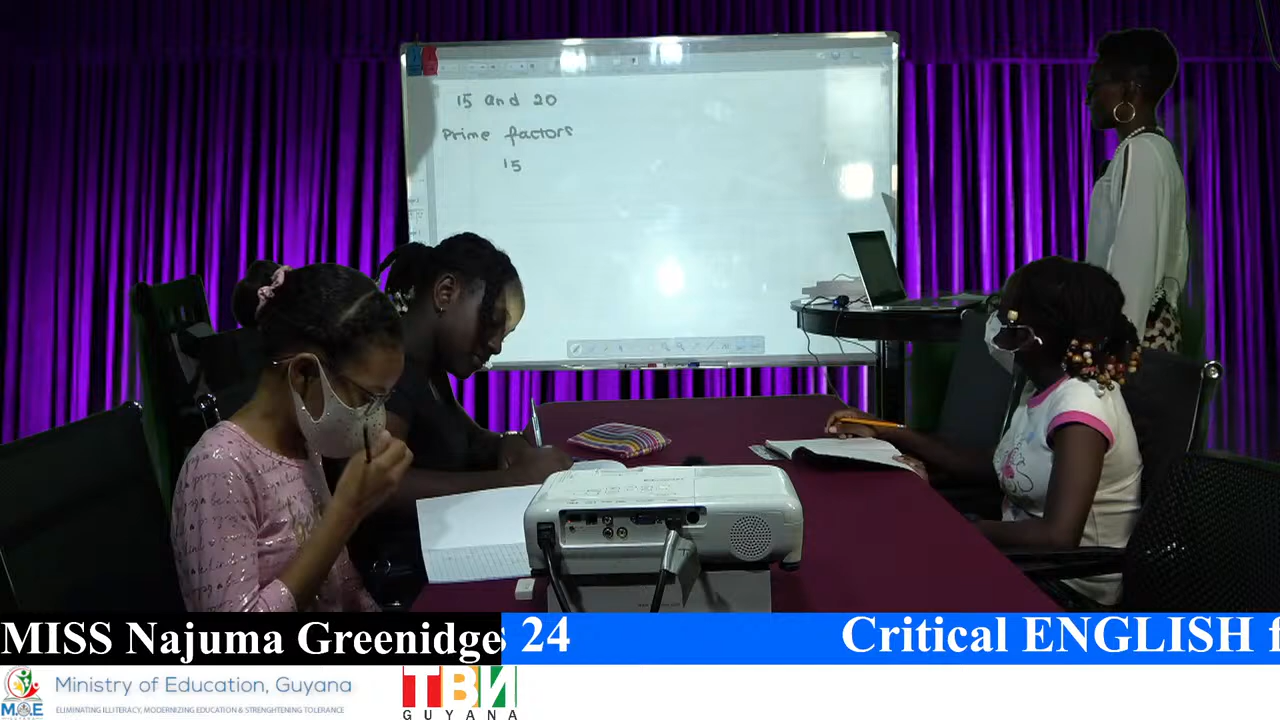 15 and 20
Prime factors
15
MISS Najuma Greenidge 24 Critical ENGLISH f
Ministry of Education, Guyana
ELIMINATING ILLITERACY, MODERNIZING EDUCATION & STRENGHTENING TOLERANCE
M.O.E
TBN
GUYANA